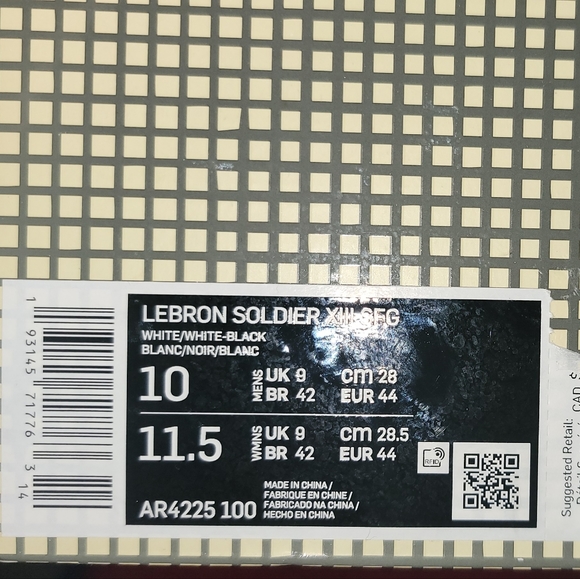 LEBRON SOLDIER XIII SFG
WHITE/WHITE-BLACK
BLANC/NOIR/BLANC
10 MENS UK 9 cm 28
BR 42 EUR 44
11.5 WMNS UK 9 cm 28.5
BR 42 EUR 44
RFID
MADE IN CHINA /
FABRIQUE EN CHINE /
FABRICADO NA CHINA /
HECHO EN CHINA
AR4225 100
1 93145 71776 3 14
Suggested Retail: CAD $